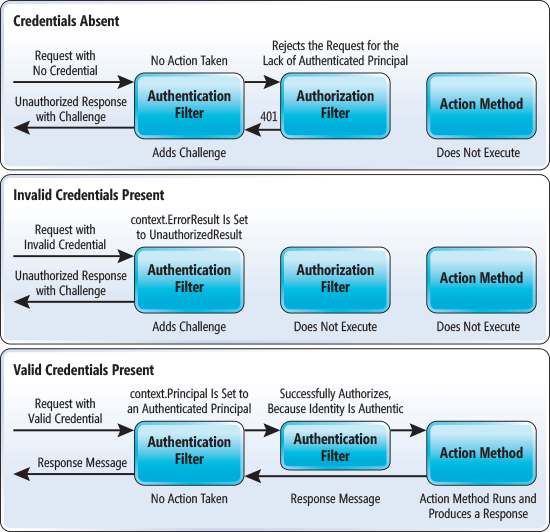 Credentials Absent
Request with
No Credential
No Action Taken
Rejects the Request for the
Lack of Authenticated Principal
Unauthorized Response
with Challenge
Authentication
Filter
401
Authorization
Filter
Action Method
Adds Challenge
Does Not Execute
Invalid Credentials Present
Request with
Invalid Credential
context.ErrorResult Is Set
to UnauthorizedResult
Unauthorized Response
with Challenge
Authentication
Filter
Authorization
Filter
Action Method
Adds Challenge
Does Not Execute
Does Not Execute
Valid Credentials Present
Request with
Valid Credential
context.Principal Is Set to
an Authenticated Principal
Successfully Authorizes,
Because Identity Is Authentic
Response Message
Authentication
Filter
Authentication
Filter
Action Method
No Action Taken
Response Message
Action Method Runs and
Produces a Response